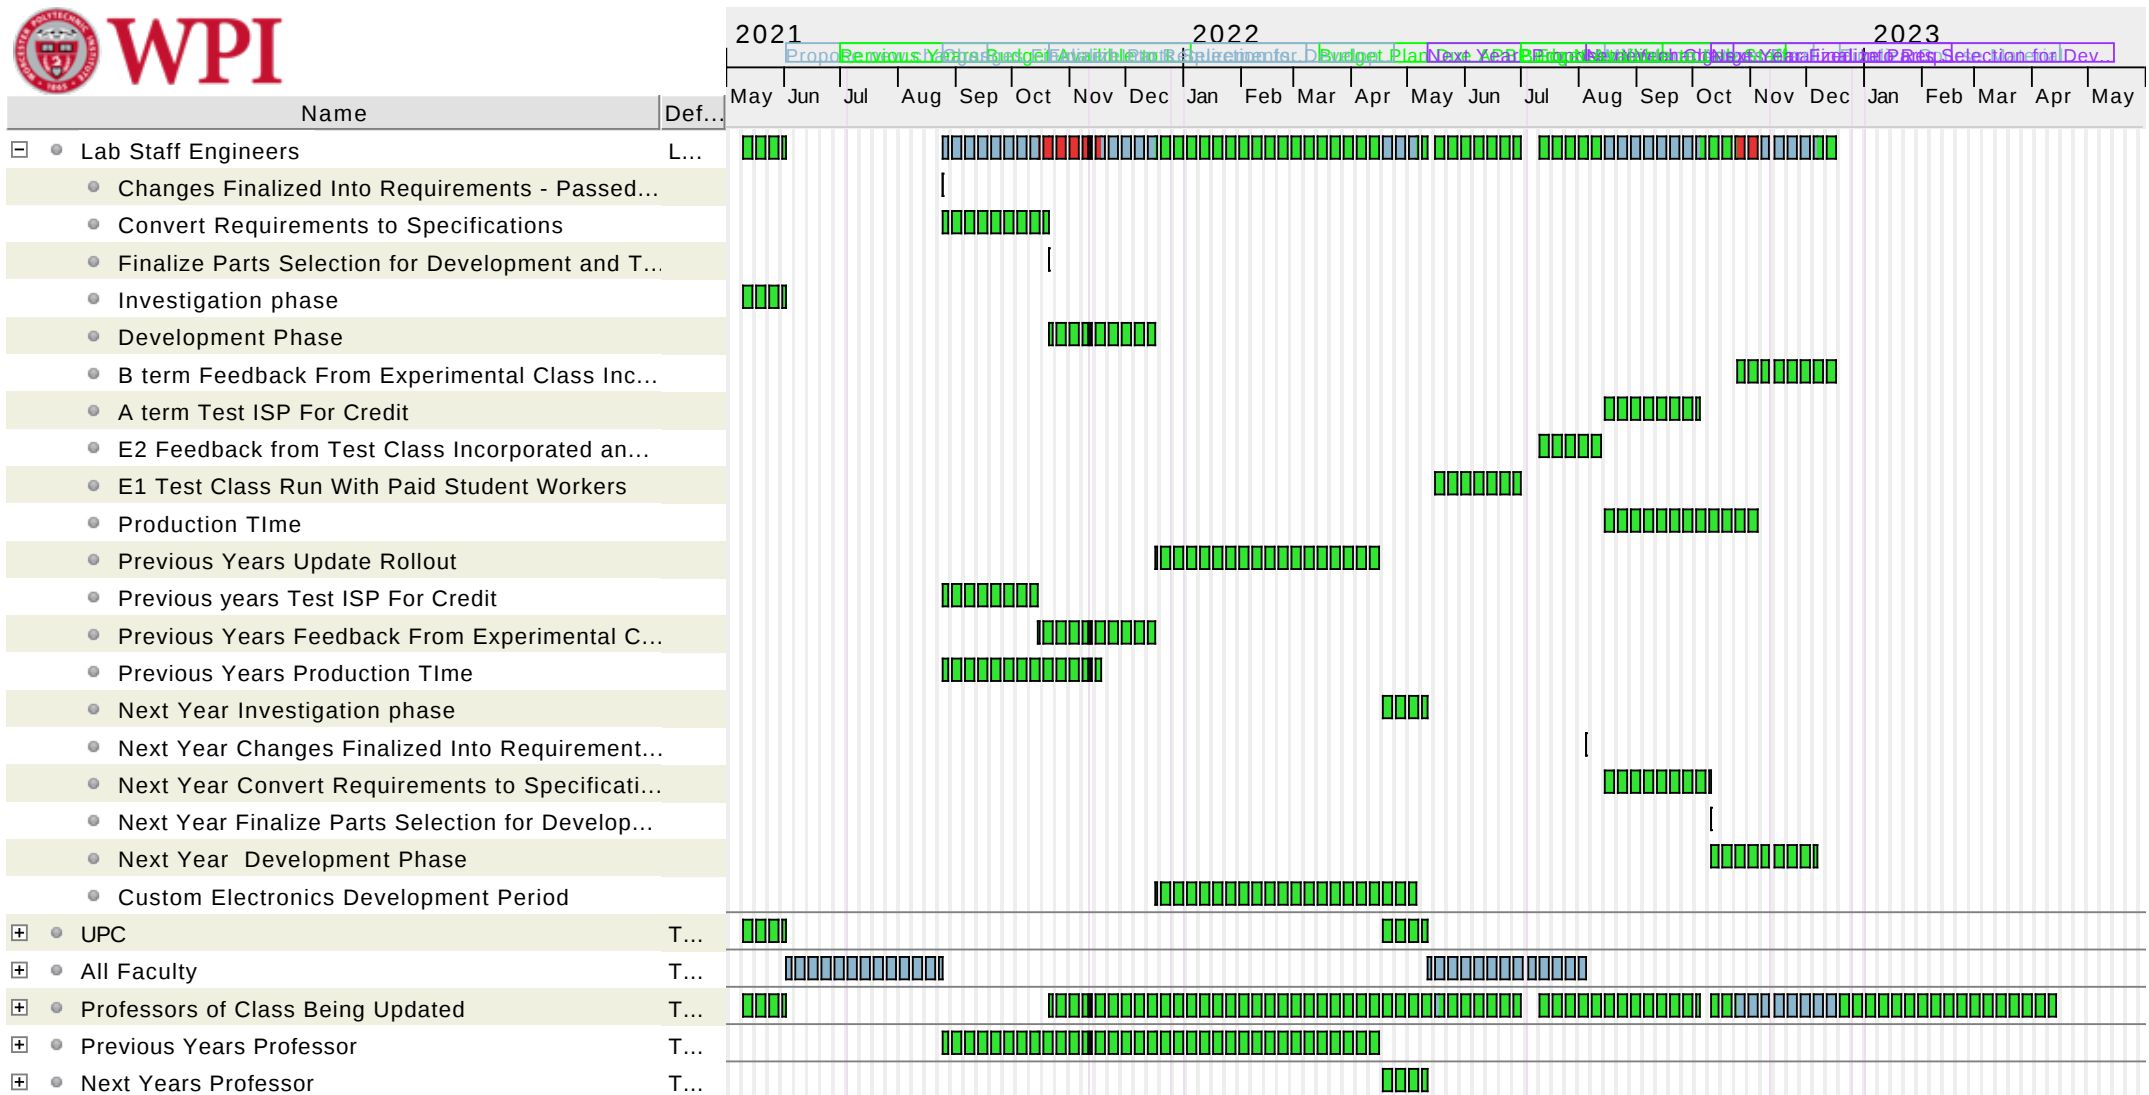 WPI
2021 2022 2023
May Jun Jul Aug Sep Oct Nov Dec Jan Feb Mar Apr May Jun Jul Aug Sep Oct Nov Dec Jan Feb Mar Apr May
Name Def...
Lab Staff Engineers L...
Changes Finalized Into Requirements - Passed...
Convert Requirements to Specifications
Finalize Parts Selection for Development and T...
Investigation phase
Development Phase
B term Feedback From Experimental Class Inc...
A term Test ISP For Credit
E2 Feedback from Test Class Incorporated an...
E1 Test Class Run With Paid Student Workers
Production TIme
Previous Years Update Rollout
Previous years Test ISP For Credit
Previous Years Feedback From Experimental C...
Previous Years Production TIme
Next Year Investigation phase
Next Year Changes Finalized Into Requirement...
Next Year Convert Requirements to Specificati...
Next Year Finalize Parts Selection for Develop...
Next Year  Development Phase
Custom Electronics Development Period
UPC T...
All Faculty T...
Professors of Class Being Updated T...
Previous Years Professor T...
Next Years Professor T...